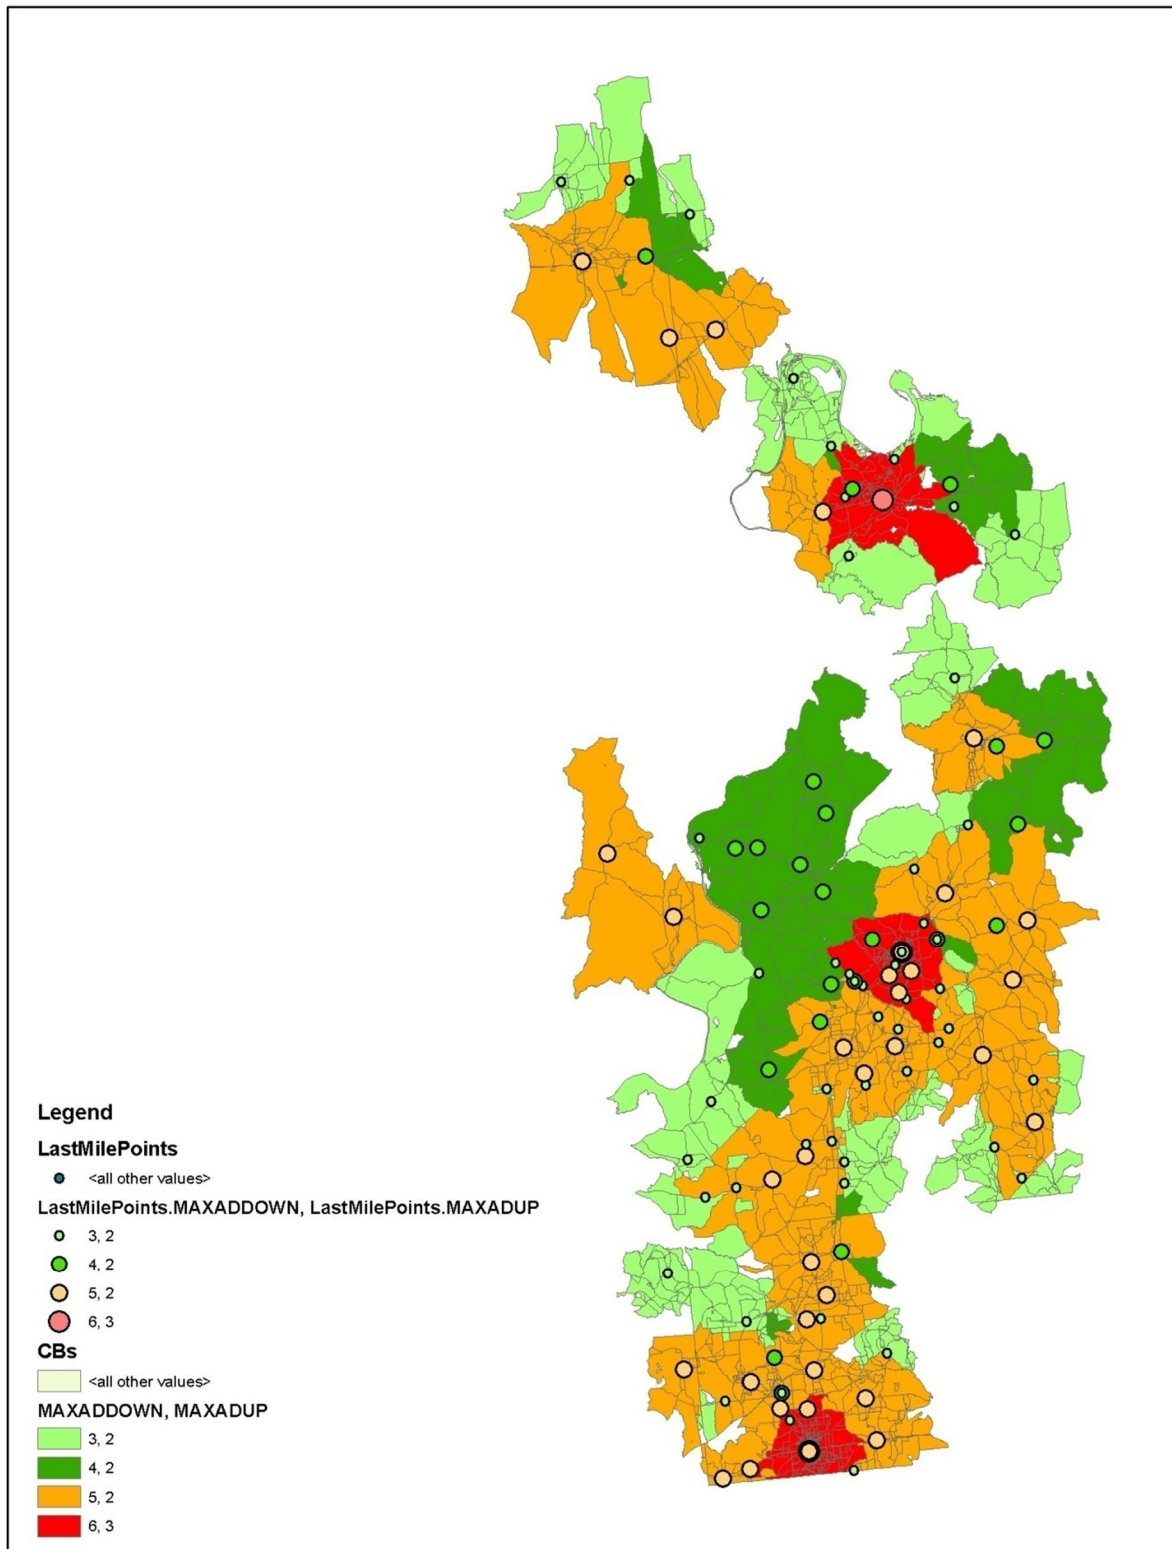 Legend
LastMilePoints
<all other values>
LastMilePoints.MAXADDOWN, LastMilePoints.MAXADUP
3, 2
4, 2
5, 2
6, 3
CBs
<all other values>
MAXADDOWN, MAXADUP
3, 2
4, 2
5, 2
6, 3